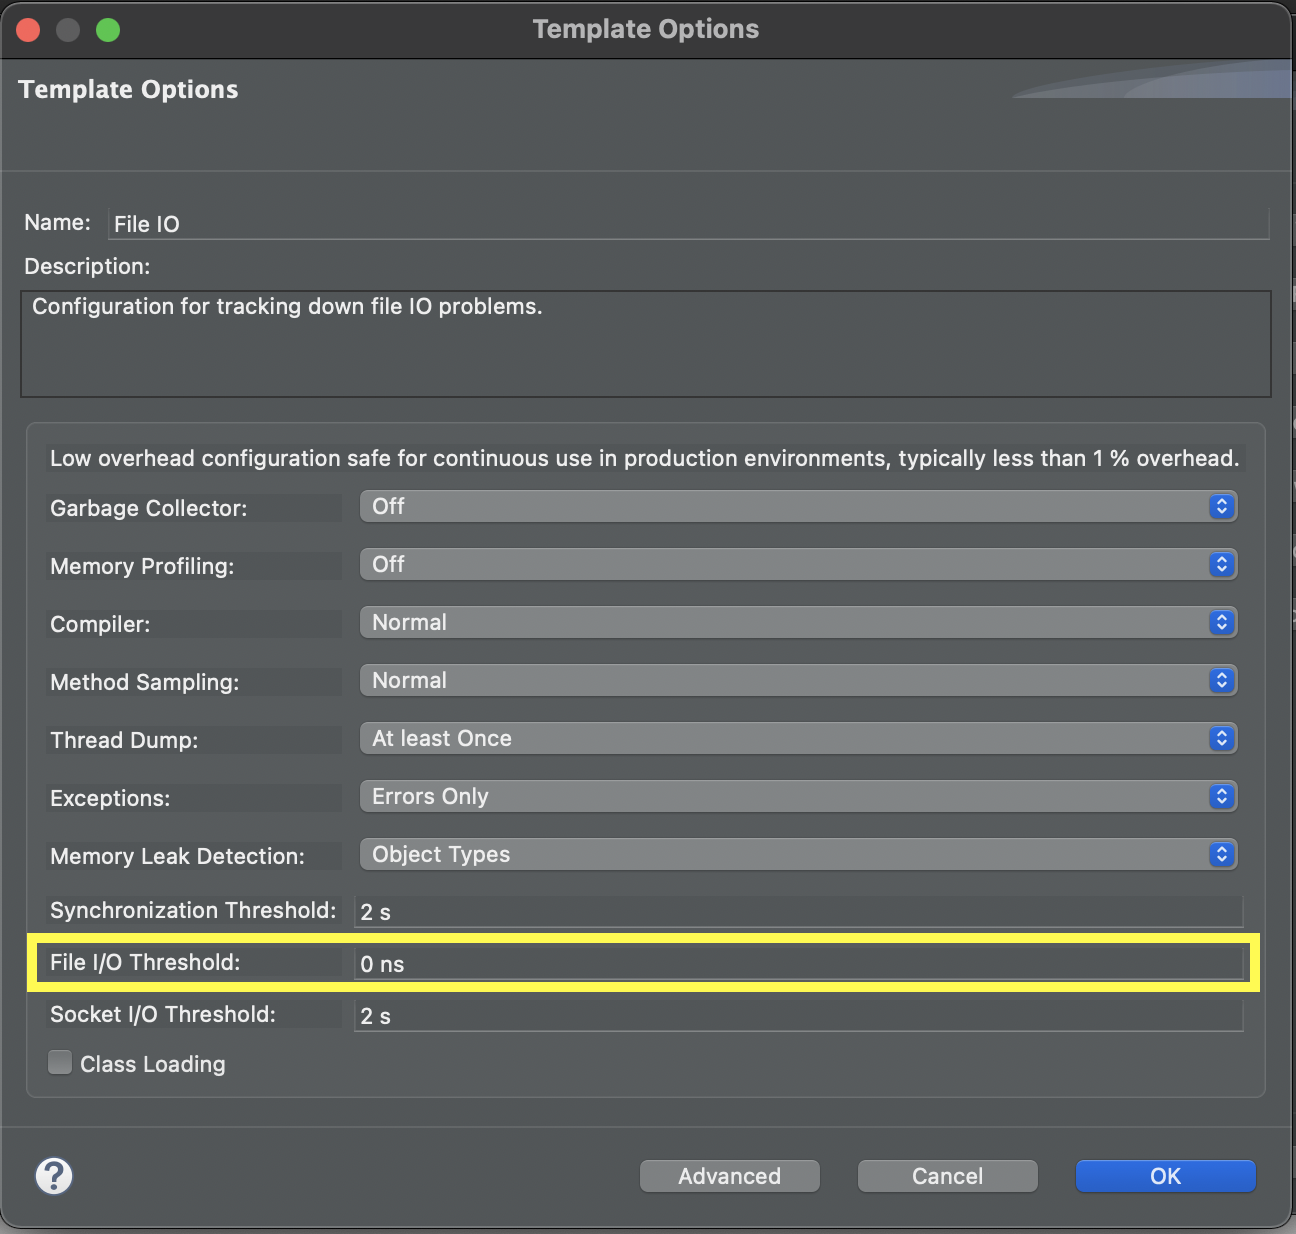 Template Options
Template Options
Name: File IO
Description:
Configuration for tracking down file IO problems.
Low overhead configuration safe for continuous use in production environments, typically less than 1 % overhead.
Garbage Collector: Off
Memory Profiling: Off
Compiler: Normal
Method Sampling: Normal
Thread Dump: At least Once
Exceptions: Errors Only
Memory Leak Detection: Object Types
Synchronization Threshold: 2 s
File I/O Threshold: 0 ns
Socket I/O Threshold: 2 s
Class Loading
? Advanced Cancel OK